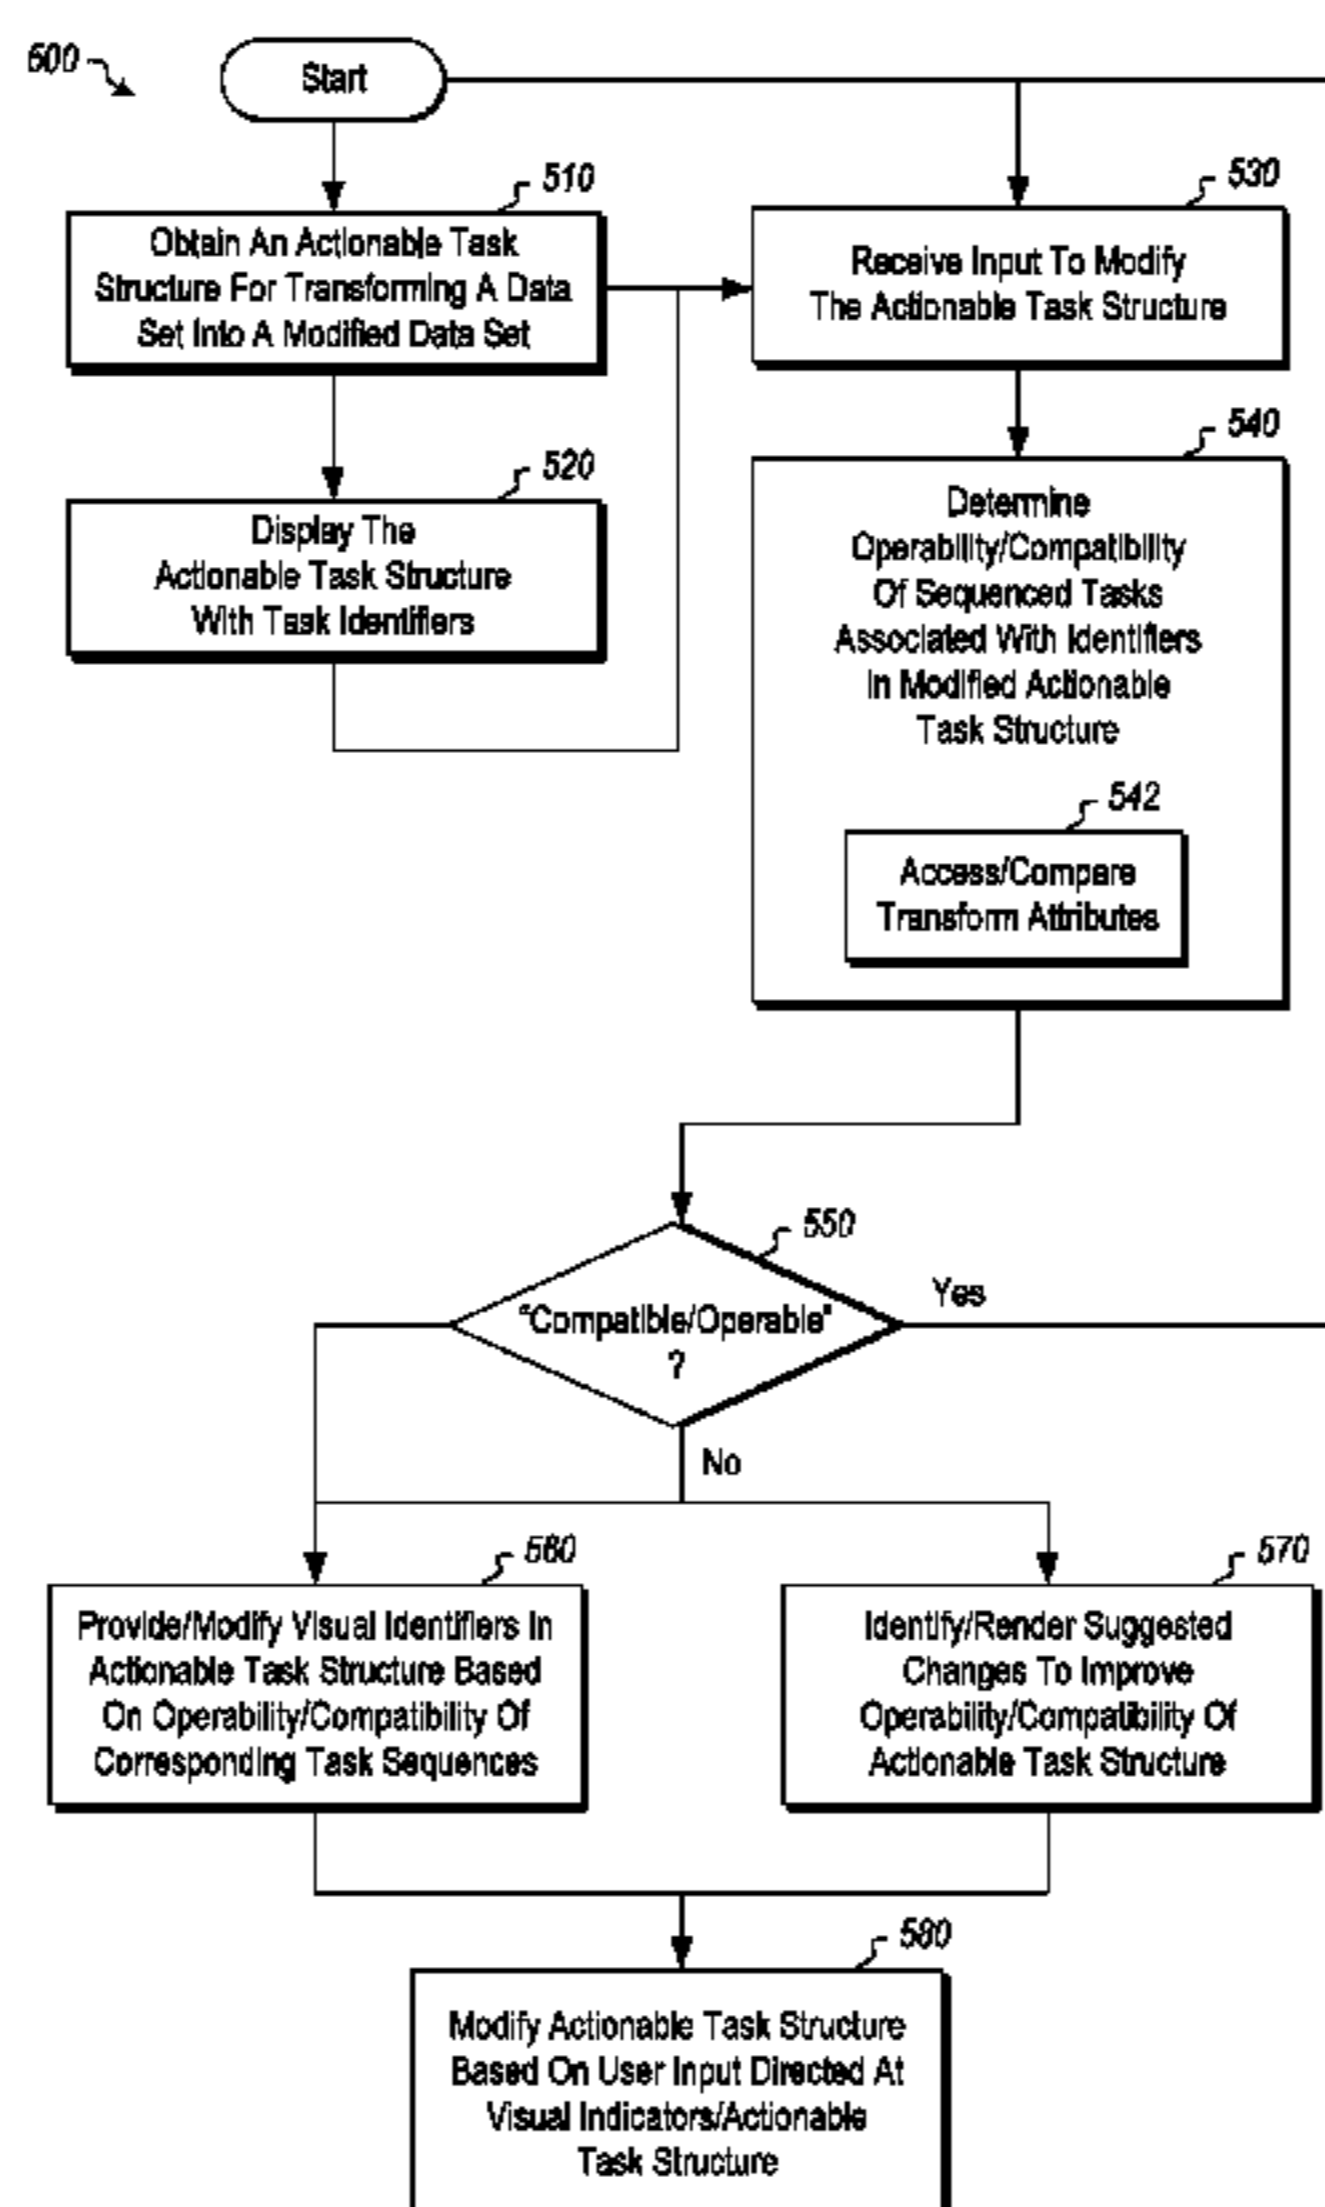 500
Start
510
Obtain An Actionable Task
Structure For Transforming A Data
Set Into A Modified Data Set
530
Receive Input To Modify
The Actionable Task Structure
520
Display The
Actionable Task Structure
With Task Identifiers
540
Determine
Operability/Compatibility
Of Sequenced Tasks
Associated With Identifiers
In Modified Actionable
Task Structure
542
Access/Compare
Transform Attributes
550
"Compatible/Operable"
?
Yes
No
560
Provide/Modify Visual Identifiers In
Actionable Task Structure Based
On Operability/Compatibility Of
Corresponding Task Sequences
570
Identify/Render Suggested
Changes To Improve
Operability/Compatibility Of
Actionable Task Structure
580
Modify Actionable Task Structure
Based On User Input Directed At
Visual Indicators/Actionable
Task Structure